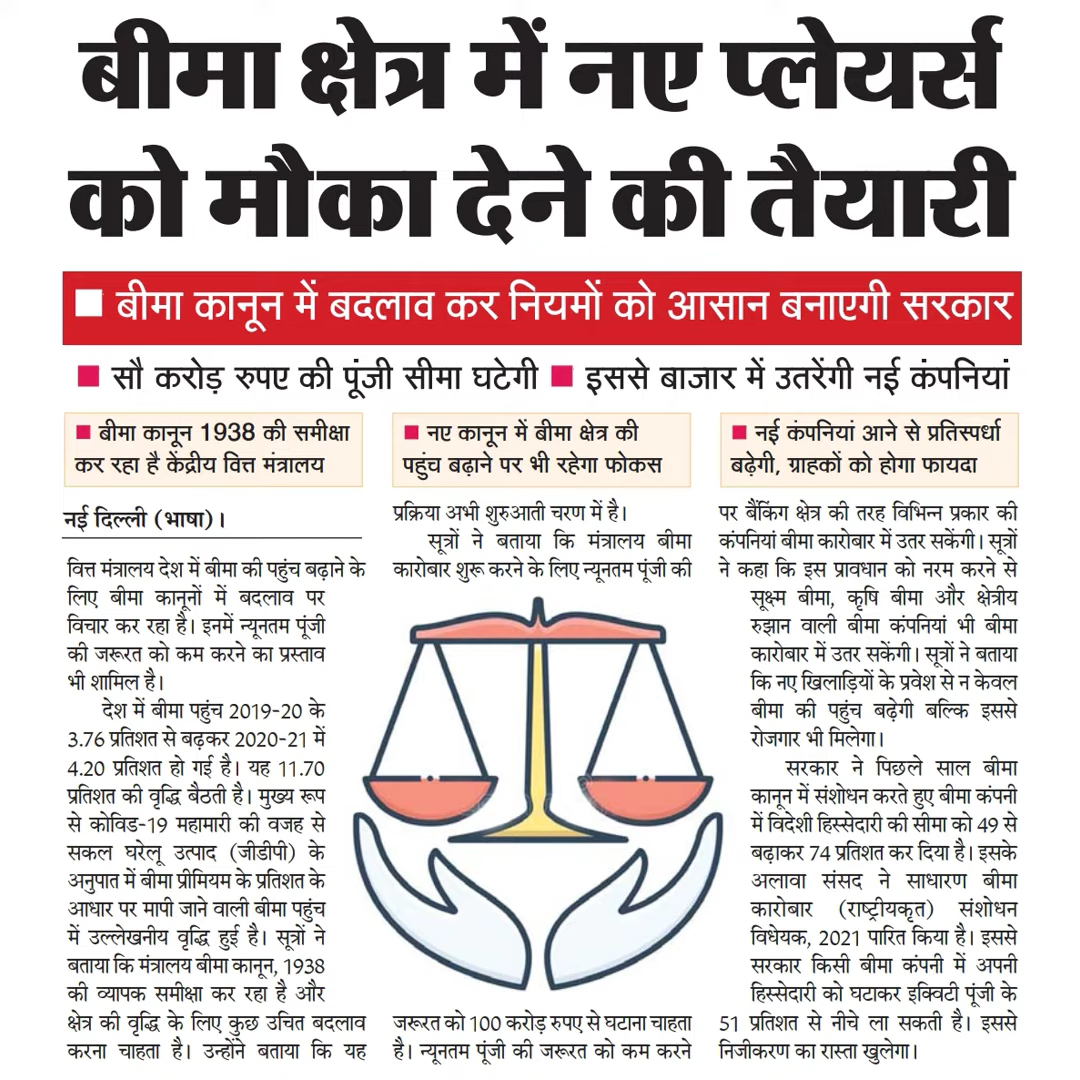 बीमा क्षेत्र में नए प्लेयर्स
को मौका देने की तैयारी
■ बीमा कानून में बदलाव कर नियमों को आसान बनाएगी सरकार
■ सौ करोड़ रुपए की पूंजी सीमा घटेगी ■ इससे बाजार में उतरेंगी नई कंपनियां
■ बीमा कानून 1938 की समीक्षा
कर रहा है केंद्रीय वित्त मंत्रालय
■ नए कानून में बीमा क्षेत्र की
पहुंच बढ़ाने पर भी रहेगा फोकस
■ नई कंपनियां आने से प्रतिस्पर्धा
बढ़ेगी, ग्राहकों को होगा फायदा
नई दिल्ली (भाषा)।
वित्त मंत्रालय देश में बीमा की पहुंच बढ़ाने के
लिए बीमा कानूनों में बदलाव पर
विचार कर रहा है। इनमें न्यूनतम पूंजी
की जरूरत को कम करने का प्रस्ताव
भी शामिल है।
देश में बीमा पहुंच 2019-20 के
3.76 प्रतिशत से बढ़कर 2020-21 में
4.20 प्रतिशत हो गई है। यह 11.70
प्रतिशत की वृद्धि बैठती है। मुख्य रूप
से कोविड-19 महामारी की वजह से
सकल घरेलू उत्पाद (जीडीपी) के
अनुपात में बीमा प्रीमियम के प्रतिशत के
आधार पर मापी जाने वाली बीमा पहुंच
में उल्लेखनीय वृद्धि हुई है। सूत्रों ने
बताया कि मंत्रालय बीमा कानून, 1938
की व्यापक समीक्षा कर रहा है और
क्षेत्र की वृद्धि के लिए कुछ उचित बदलाव
करना चाहता है। उन्होंने बताया कि यह
प्रक्रिया अभी शुरुआती चरण में है।
सूत्रों ने बताया कि मंत्रालय बीमा
कारोबार शुरू करने के लिए न्यूनतम पूंजी की
जरूरत को 100 करोड़ रुपए से घटाना चाहता
है। न्यूनतम पूंजी की जरूरत को कम करने
पर बैंकिंग क्षेत्र की तरह विभिन्न प्रकार की
कंपनियां बीमा कारोबार में उतर सकेंगी। सूत्रों
ने कहा कि इस प्रावधान को नरम करने से
सूक्ष्म बीमा, कृषि बीमा और क्षेत्रीय
रुझान वाली बीमा कंपनियां भी बीमा
कारोबार में उतर सकेंगी। सूत्रों ने बताया
कि नए खिलाड़ियों के प्रवेश से न केवल
बीमा की पहुंच बढ़ेगी बल्कि इससे
रोजगार भी मिलेगा।
सरकार ने पिछले साल बीमा
कानून में संशोधन करते हुए बीमा कंपनी
में विदेशी हिस्सेदारी की सीमा को 49 से
बढ़ाकर 74 प्रतिशत कर दिया है। इसके
अलावा संसद ने साधारण बीमा
कारोबार (राष्ट्रीयकृत) संशोधन
विधेयक, 2021 पारित किया है। इससे
सरकार किसी बीमा कंपनी में अपनी
हिस्सेदारी को घटाकर इक्विटी पूंजी के
51 प्रतिशत से नीचे ला सकती है। इससे
निजीकरण का रास्ता खुलेगा।